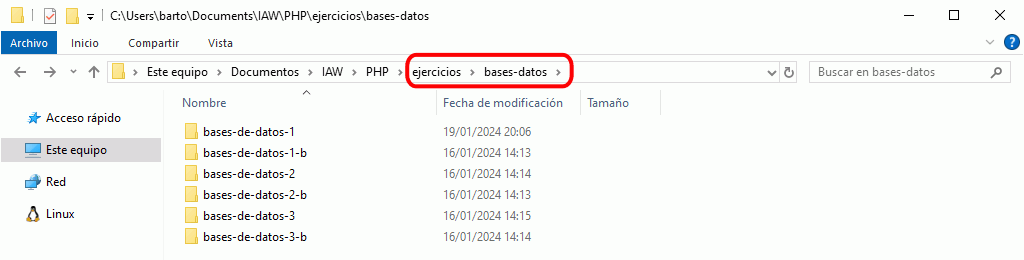 C:\Users\barto\Documents\IAW\PHP\ejercicios\bases-datos
Archivo Inicio Compartir Vista
Este equipo Documentos IAW PHP ejercicios bases-datos Buscar en bases-datos
Nombre Fecha de modificación Tamaño
Acceso rápido
Este equipo
Red
Linux
bases-de-datos-1 19/01/2024 20:06
bases-de-datos-1-b 16/01/2024 14:13
bases-de-datos-2 16/01/2024 14:14
bases-de-datos-2-b 16/01/2024 14:13
bases-de-datos-3 16/01/2024 14:15
bases-de-datos-3-b 16/01/2024 14:14